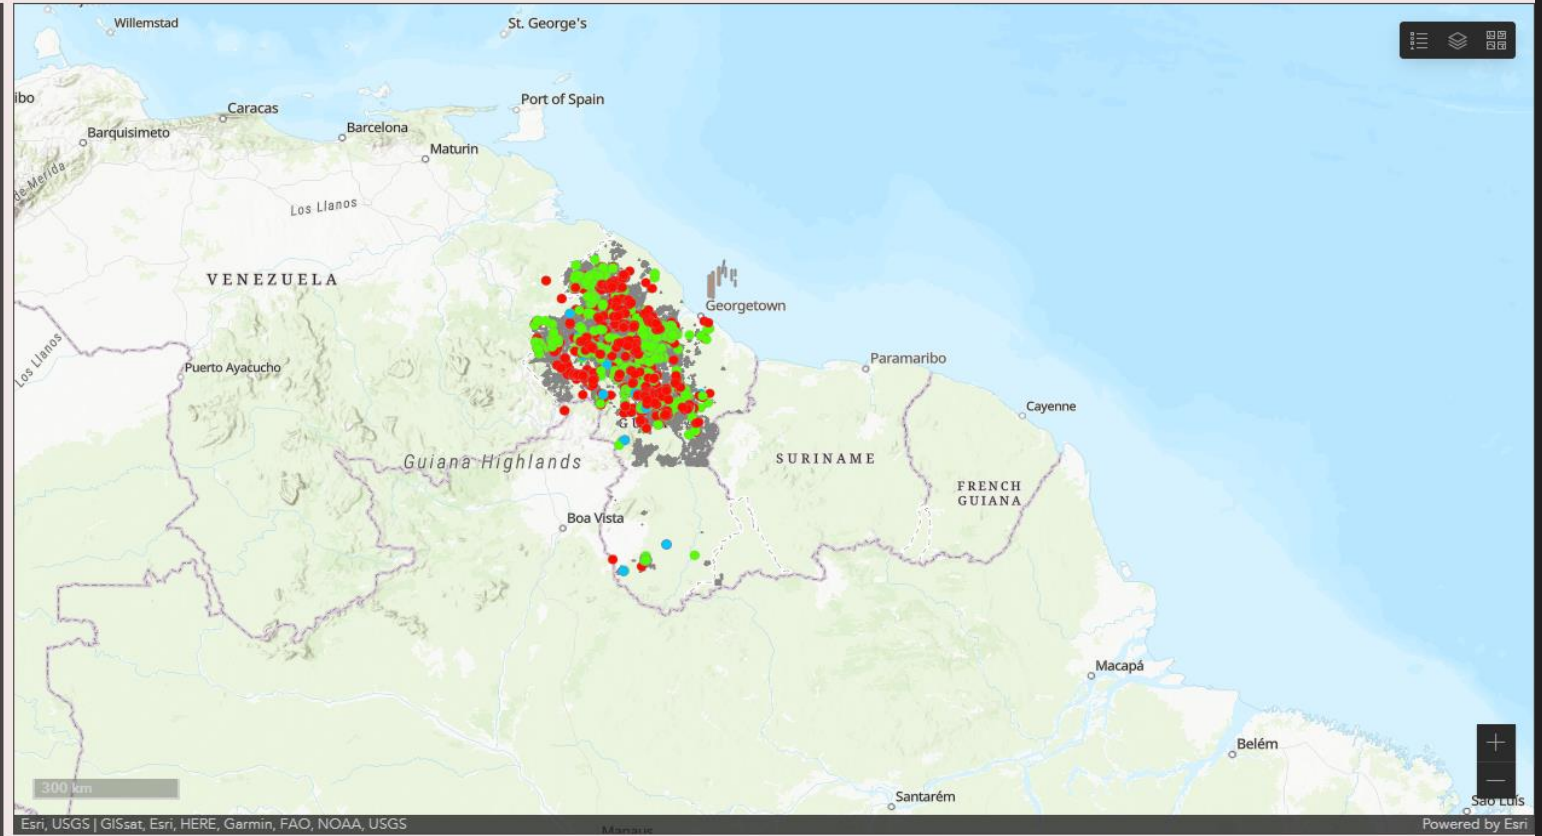 Willemstad
St. George's
ibo
Caracas
Port of Spain
Barquisimeto
Barcelona
Maturin
de Merida
Los Llanos
VENEZUELA
Georgetown
Los Llanos
Puerto Ayacucho
Paramaribo
Cayenne
G U
Guiana Highlands
SURINAME
FRENCH
GUIANA
Boa Vista
Macapá
Belém
300 km
Santarém
São Luís
Esri, USGS | GISsat, Esri, HERE, Garmin, FAO, NOAA, USGS
Powered by Esri
Manaus